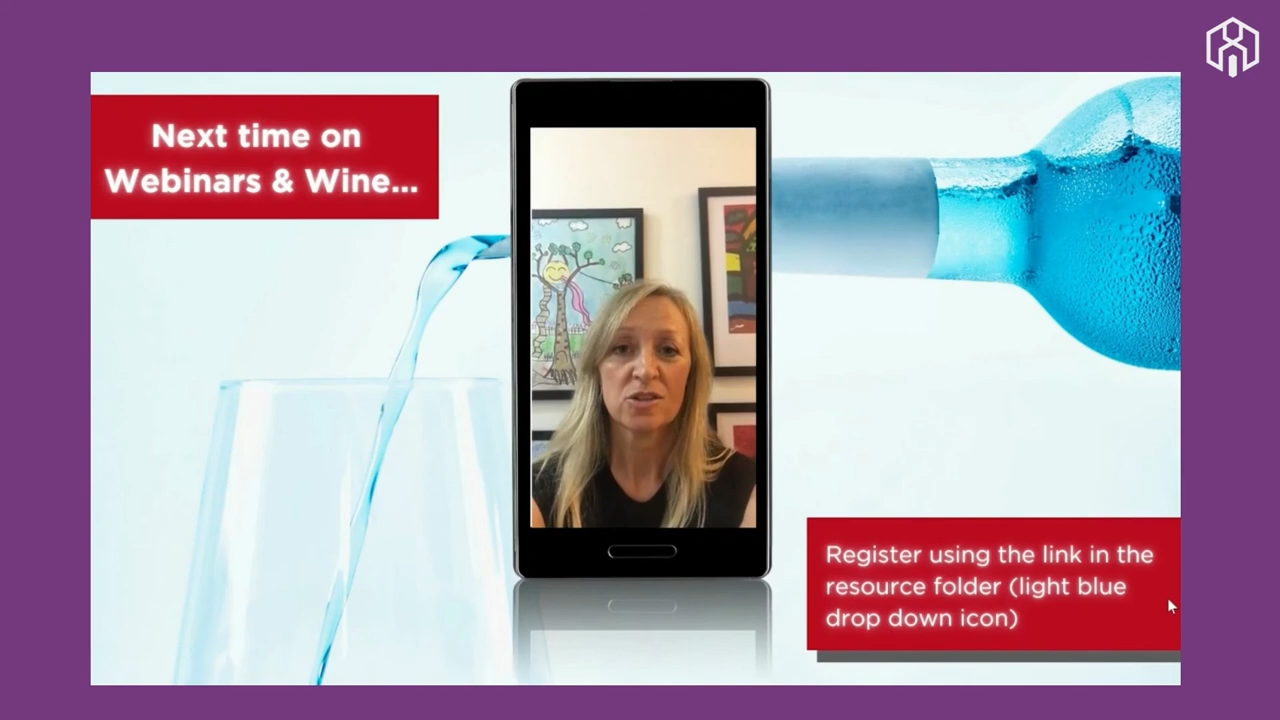 Next time on
Webinars & Wine...
Register using the link in the
resource folder (light blue
drop down icon)